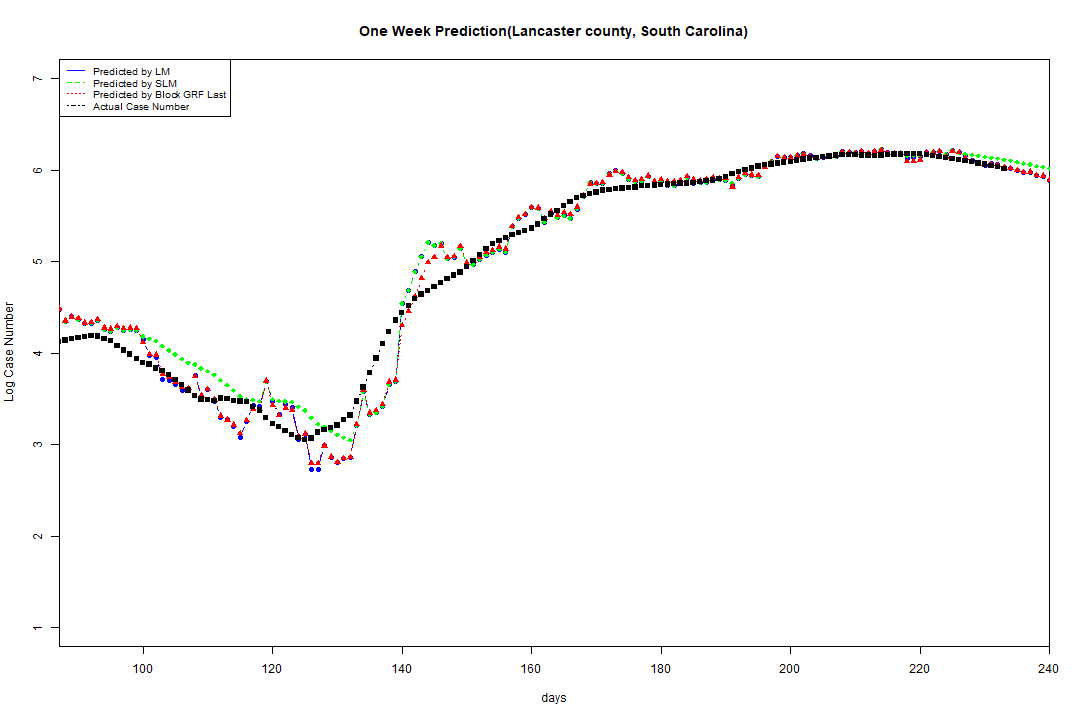 One Week Prediction(Lancaster county, South Carolina)
Predicted by LM
Predicted by SLM
Predicted by Block GRF Last
Actual Case Number
7
6
5
4
3
2
1
Log Case Number
100 120 140 160 180 200 220 240
days